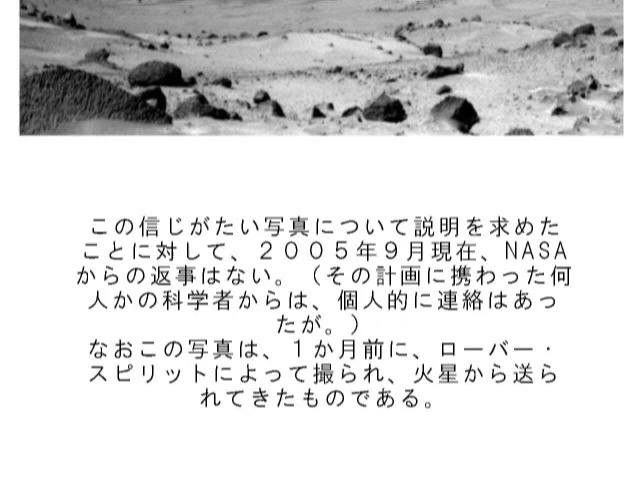 この信じがたい写真について説明を求めた
ことに対して、２００５年９月現在、NASA
からの返事はない。（その計画に携わった何
人かの科学者からは、個人的に連絡はあっ
たが。）
なおこの写真は、１か月前に、ローバー・
スピリットによって撮られ、火星から送ら
れてきたものである。